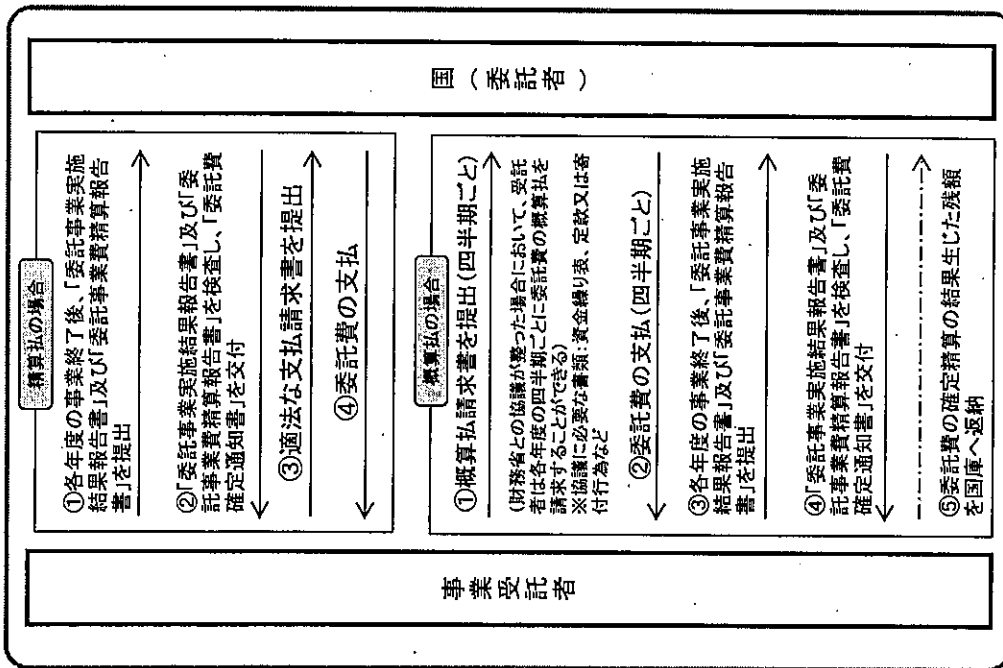 国（委託者）
精算払の場合
①各年度の事業終了後、「委託事業実施
結果報告書」及び「委託事業費精算報告
書」を提出
②「委託事業実施結果報告書」及び「委
託事業費精算報告書」を検査し、「委託費
確定通知書」を交付
③適法な支払請求書を提出
④委託費の支払
概算払の場合
①概算払請求書を提出(四半期ごと)
(財務省との協議が整った場合において、受託
者は各年度の四半期ごとに委託費の概算払を
請求することができる)
※協議に必要な書類:資金繰り表、定款又は寄
付行為など
②委託費の支払(四半期ごと)
③各年度の事業終了後、「委託事業実施
結果報告書」及び「委託事業費精算報告
書」を提出
④「委託事業実施結果報告書」及び「委
託事業費精算報告書」を検査し、「委託費
確定通知書」を交付
⑤委託費の確定精算の結果生じた残額
を国庫へ返納
事業受託者